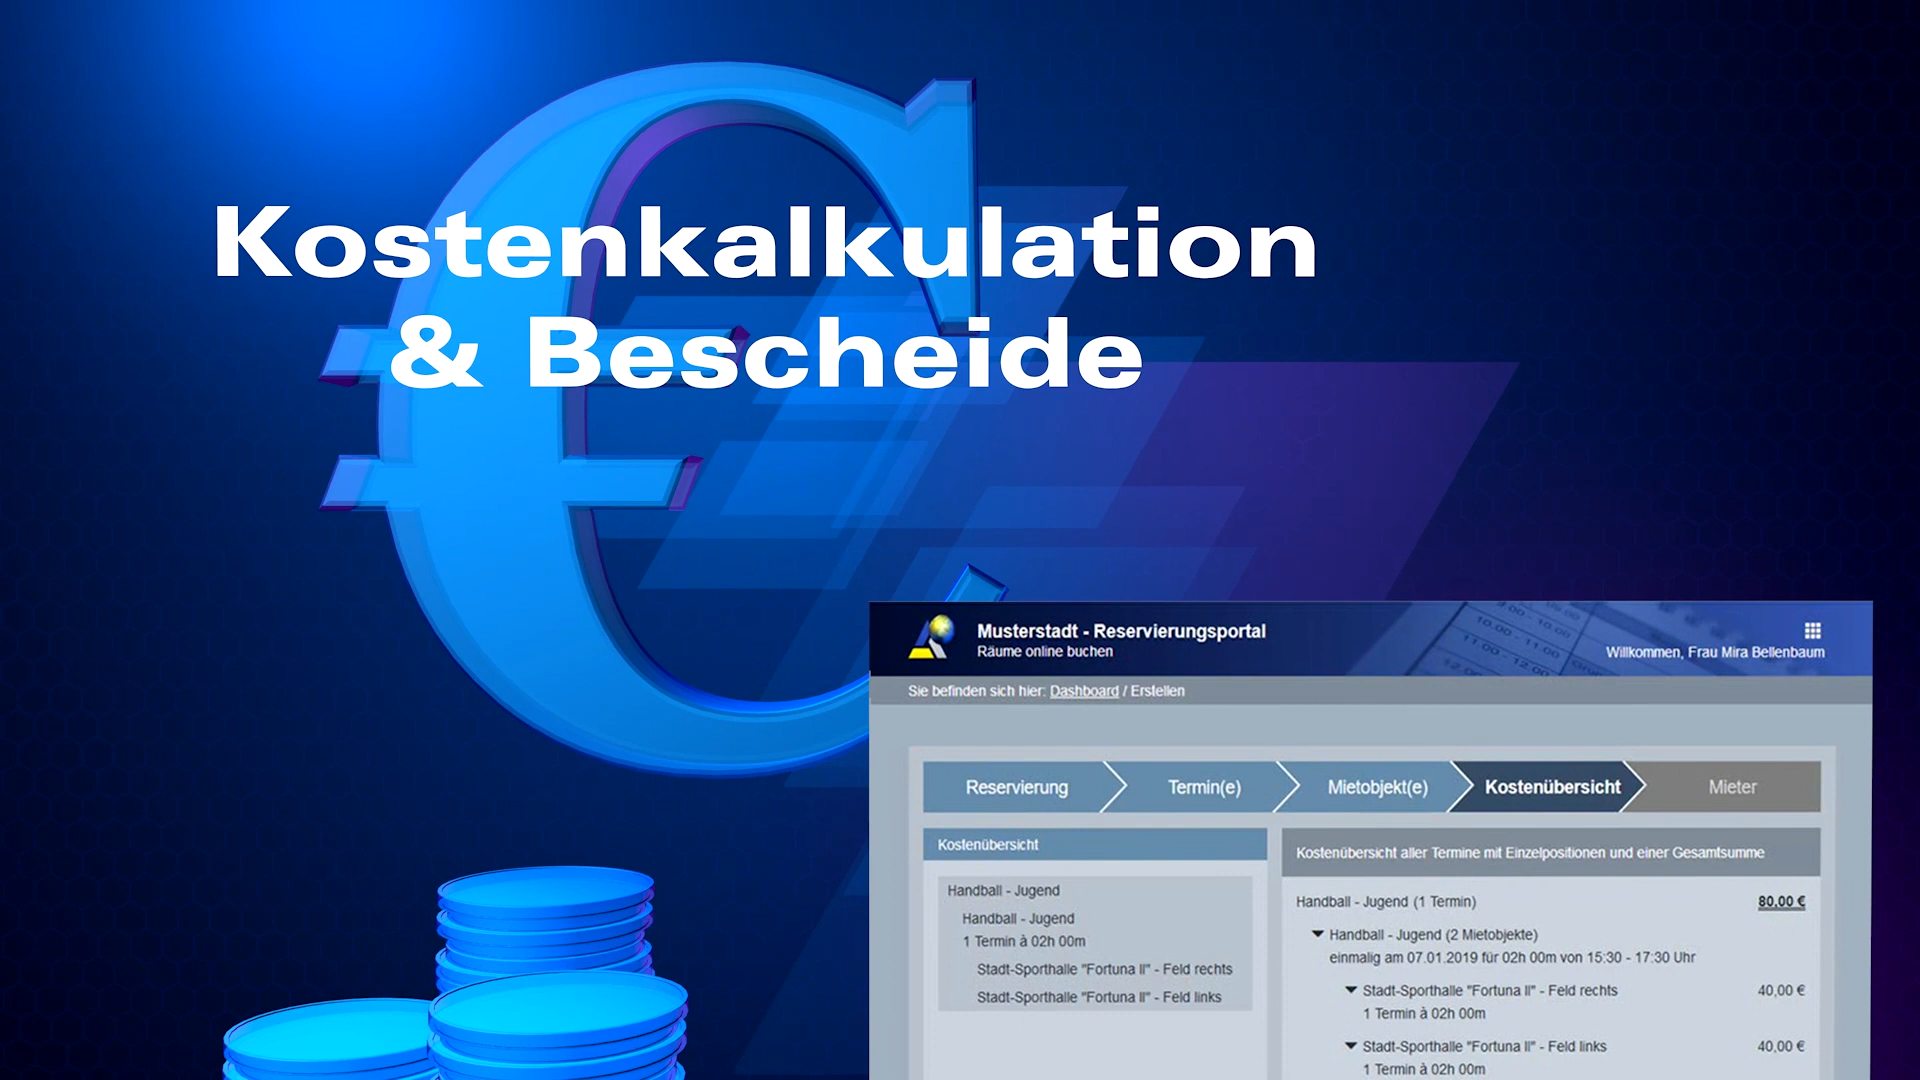 Kostenkalkulation
& Bescheide
Musterstadt - Reservierungsportal
Räume online buchen
Willkommen, Frau Mira Bellenbaum
Sie befinden sich hier: Dashboard / Erstellen
Reservierung
Termin(e)
Mietobjekt(e)
Kostenübersicht
Mieter
Kostenübersicht
Handball - Jugend
Handball - Jugend
1 Termin à 02h 00m
Stadt-Sporthalle "Fortuna II" - Feld rechts
Stadt-Sporthalle "Fortuna II" - Feld links
Kostenübersicht aller Termine mit Einzelpositionen und einer Gesamtsumme
Handball - Jugend (1 Termin) 80,00 €
Handball - Jugend (2 Mietobjekte)
einmalig am 07.01.2019 für 02h 00m von 15:30 - 17:30 Uhr
Stadt-Sporthalle "Fortuna II" - Feld rechts 40,00 €
1 Termin à 02h 00m
Stadt-Sporthalle "Fortuna II" - Feld links 40,00 €
1 Termin à 02h 00m